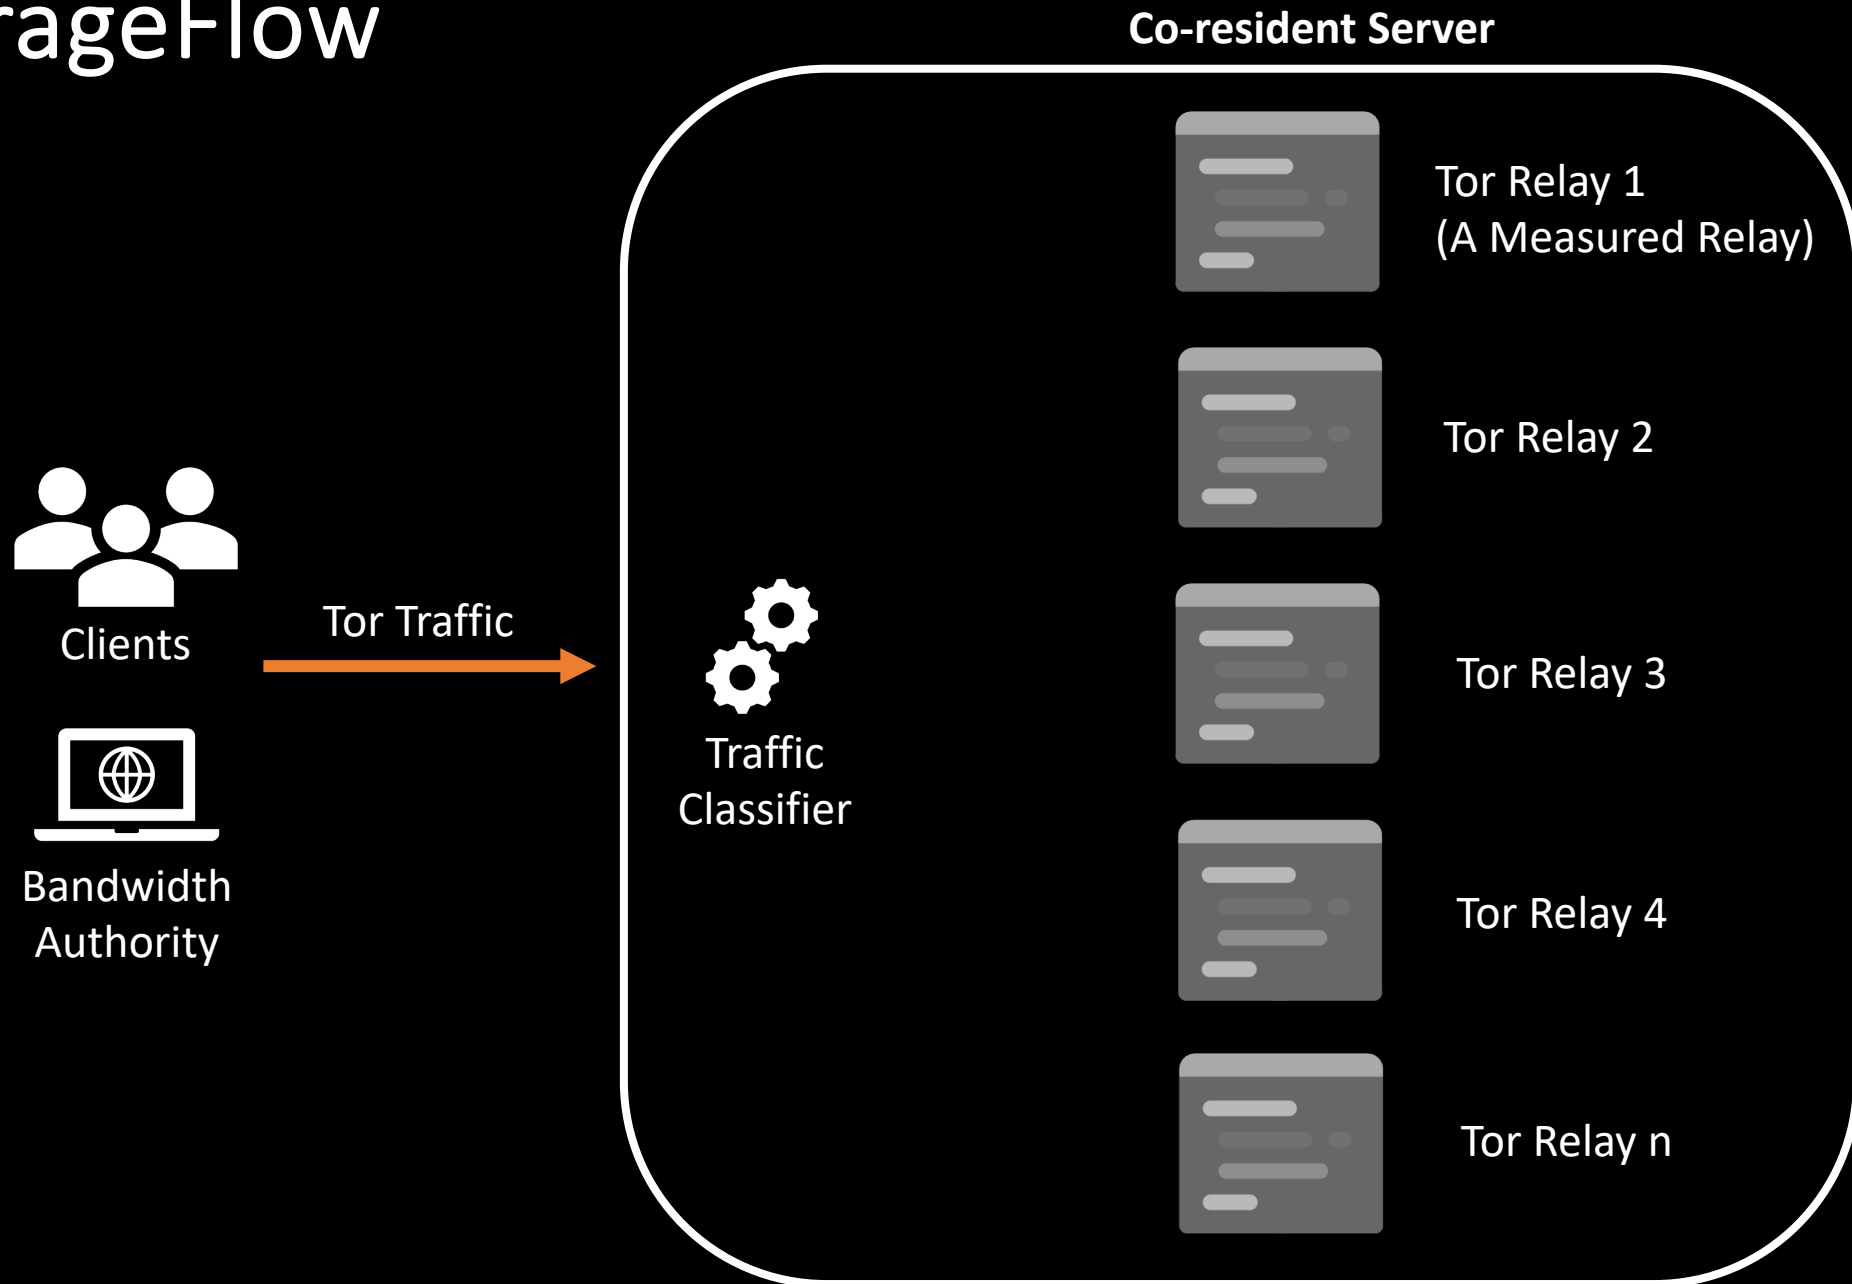 rageFlow
Co-resident Server
Tor Relay 1
(A Measured Relay)
Tor Relay 2
Clients
Tor Traffic
Tor Relay 3
Traffic
Classifier
Bandwidth
Authority
Tor Relay 4
Tor Relay n